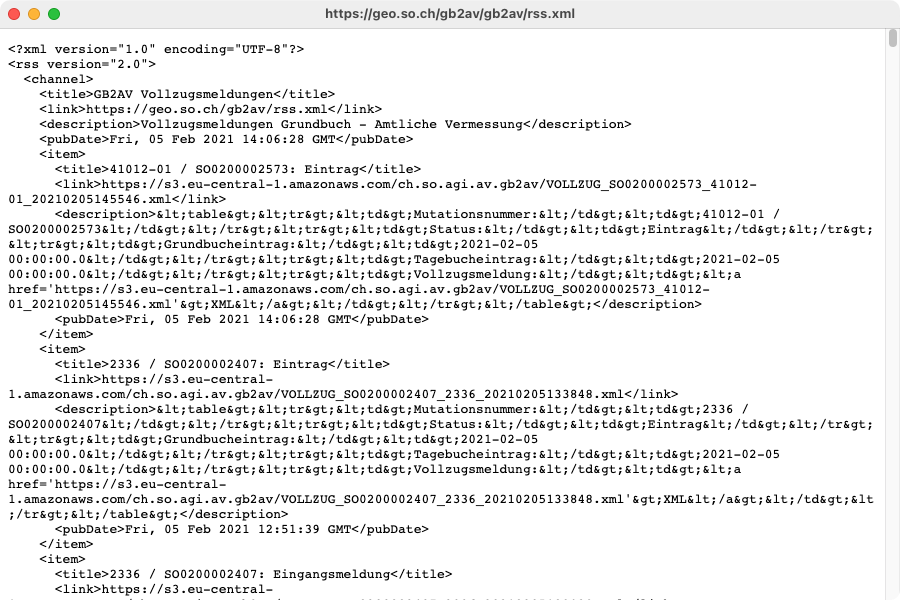 https://geo.so.ch/gb2av/gb2av/rss.xml
<?xml version="1.0" encoding="UTF-8"?>
<rss version="2.0">
<channel>
<title>GB2AV Vollzugsmeldungen</title>
<link>https://geo.so.ch/gb2av/rss.xml</link>
<description>Vollzugsmeldungen Grundbuch - Amtliche Vermessung</description>
<pubDate>Fri, 05 Feb 2021 14:06:28 GMT</pubDate>
<item>
<title>41012-01 / SO0200002573: Eintrag</title>
<link>https://s3.eu-central-1.amazonaws.com/ch.so.agi.av.gb2av/VOLLZUG_SO0200002573_41012-
01_20210205145546.xml</link>
<description>&lt;table&gt;&lt;tr&gt;&lt;td&gt;Mutationsnummer:&lt;/td&gt;&lt;td&gt;41012-01 /
SO0200002573&lt;/td&gt;&lt;/tr&gt;&lt;tr&gt;&lt;td&gt;Status:&lt;/td&gt;&lt;td&gt;Eintrag&lt;/td&gt;&lt;/tr&gt;
&lt;tr&gt;&lt;td&gt;Grundbucheintrag:&lt;/td&gt;&lt;td&gt;2021-02-05
00:00:00.0&lt;/td&gt;&lt;/tr&gt;&lt;tr&gt;&lt;td&gt;Tagebucheintrag:&lt;/td&gt;&lt;td&gt;2021-02-05
00:00:00.0&lt;/td&gt;&lt;/tr&gt;&lt;tr&gt;&lt;td&gt;Vollzugsmeldung:&lt;/td&gt;&lt;td&gt;&lt;a
href='https://s3.eu-central-1.amazonaws.com/ch.so.agi.av.gb2av/VOLLZUG_SO0200002573_41012-
01_20210205145546.xml'&gt;XML&lt;/a&gt;&lt;/td&gt;&lt;/tr&gt;&lt;/table&gt;</description>
<pubDate>Fri, 05 Feb 2021 14:06:28 GMT</pubDate>
</item>
<item>
<title>2336 / SO0200002407: Eintrag</title>
<link>https://s3.eu-central-
1.amazonaws.com/ch.so.agi.av.gb2av/VOLLZUG_SO0200002407_2336_20210205133848.xml</link>
<description>&lt;table&gt;&lt;tr&gt;&lt;td&gt;Mutationsnummer:&lt;/td&gt;&lt;td&gt;2336 /
SO0200002407&lt;/td&gt;&lt;/tr&gt;&lt;tr&gt;&lt;td&gt;Status:&lt;/td&gt;&lt;td&gt;Eintrag&lt;/td&gt;&lt;/tr&gt;
&lt;tr&gt;&lt;td&gt;Grundbucheintrag:&lt;/td&gt;&lt;td&gt;2021-02-05
00:00:00.0&lt;/td&gt;&lt;/tr&gt;&lt;tr&gt;&lt;td&gt;Tagebucheintrag:&lt;/td&gt;&lt;td&gt;2021-02-05
00:00:00.0&lt;/td&gt;&lt;/tr&gt;&lt;tr&gt;&lt;td&gt;Vollzugsmeldung:&lt;/td&gt;&lt;td&gt;&lt;a
href='https://s3.eu-central-
1.amazonaws.com/ch.so.agi.av.gb2av/VOLLZUG_SO0200002407_2336_20210205133848.xml'&gt;XML&lt;/a&gt;&lt;/td&gt;&lt
;/tr&gt;&lt;/table&gt;</description>
<pubDate>Fri, 05 Feb 2021 12:51:39 GMT</pubDate>
</item>
<item>
<title>2336 / SO0200002407: Eingangsmeldung</title>
<link>https://s3.eu-central-